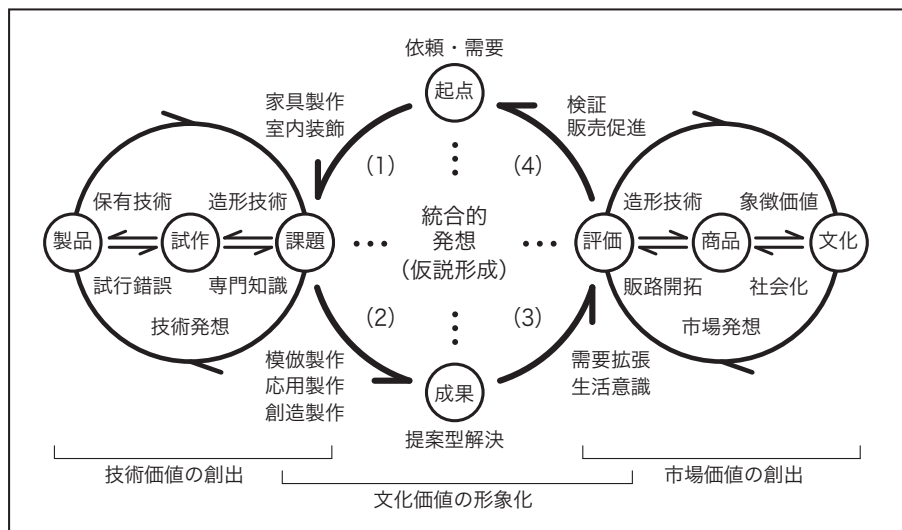 依頼・需要
起点
家具製作
室内装飾
検証
販売促進
(1)
(4)
保有技術
造形技術
統合的
発想
(仮説形成)
造形技術
象徴価値
製品
試作
課題
評価
商品
文化
試行錯誤
専門知識
販路開拓
社会化
技術発想
(2)
(3)
市場発想
模倣製作
応用製作
創造製作
成果
需要拡張
生活意識
提案型解決
技術価値の創出
市場価値の創出
文化価値の形象化